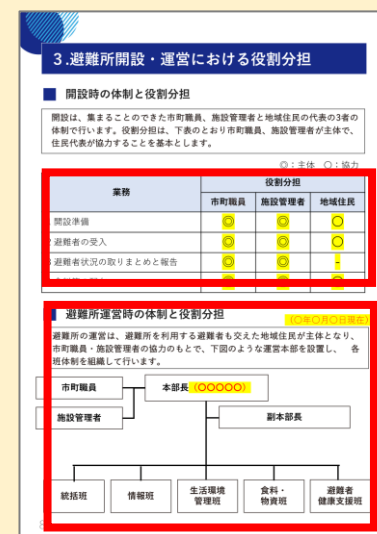 3.避難所開設・運営における役割分担
■ 開設時の体制と役割分担
開設は、集まることのできた市町職員、施設管理者と地域住民の代表の3者の
体制で行います。役割分担は、下表のとおり市町職員、施設管理者が主体で、
住民代表が協力することを基本とします。
◎：主体 ○：協力
業務 役割分担
市町職員 施設管理者 地域住民
開設準備 ◎ ◎ ○
避難者の受入 ◎ ◎ ○
避難者状況の取りまとめと報告 ◎ ◎ -
避難所運営時の体制と役割分担
(○年○月○日現在)
避難所の運営は、避難所を利用する避難者も交えた地域住民が主体となり、
市町職員・施設管理者の協力のもとで、下図のような運営本部を設置し、 各
班体制を組織して行います。
市町職員 本部長(○○○○○)
施設管理者 副本部長
統括班 情報班 生活環境 食料・ 避難者
管理班 物資班 健康支援班
8